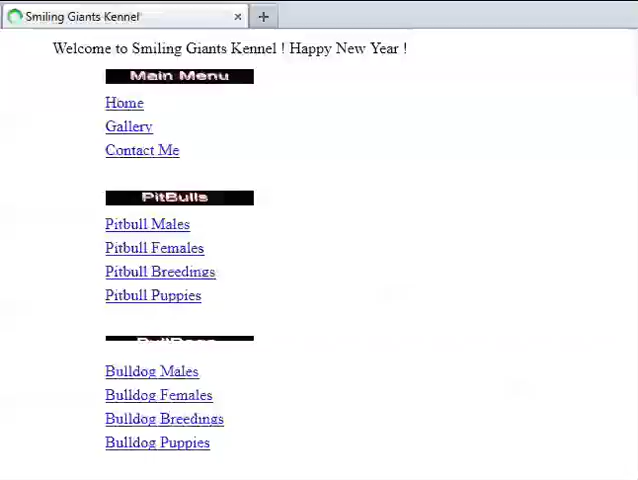 Smiling Giants Kennel
Welcome to Smiling Giants Kennel ! Happy New Year !
Main Menu
Home
Gallery
Contact Me
PitBulls
Pitbull Males
Pitbull Females
Pitbull Breedings
Pitbull Puppies
BullDogs
Bulldog Males
Bulldog Females
Bulldog Breedings
Bulldog Puppies